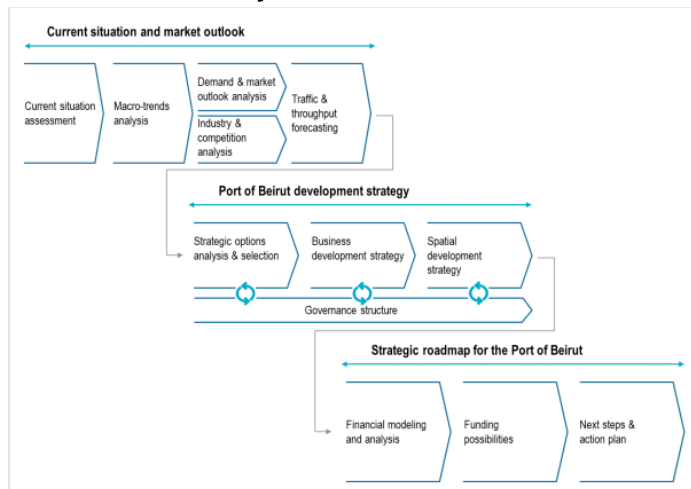 Current situation and market outlook
Current situation
assessment
Macro-trends
analysis
Demand & market
outlook analysis
Industry &
competition
analysis
Traffic &
throughput
forecasting
Port of Beirut development strategy
Strategic options
analysis & selection
Business
development strategy
Spatial
development
strategy
Governance structure
Strategic roadmap for the Port of Beirut
Financial modeling
and analysis
Funding
possibilities
Next steps &
action plan